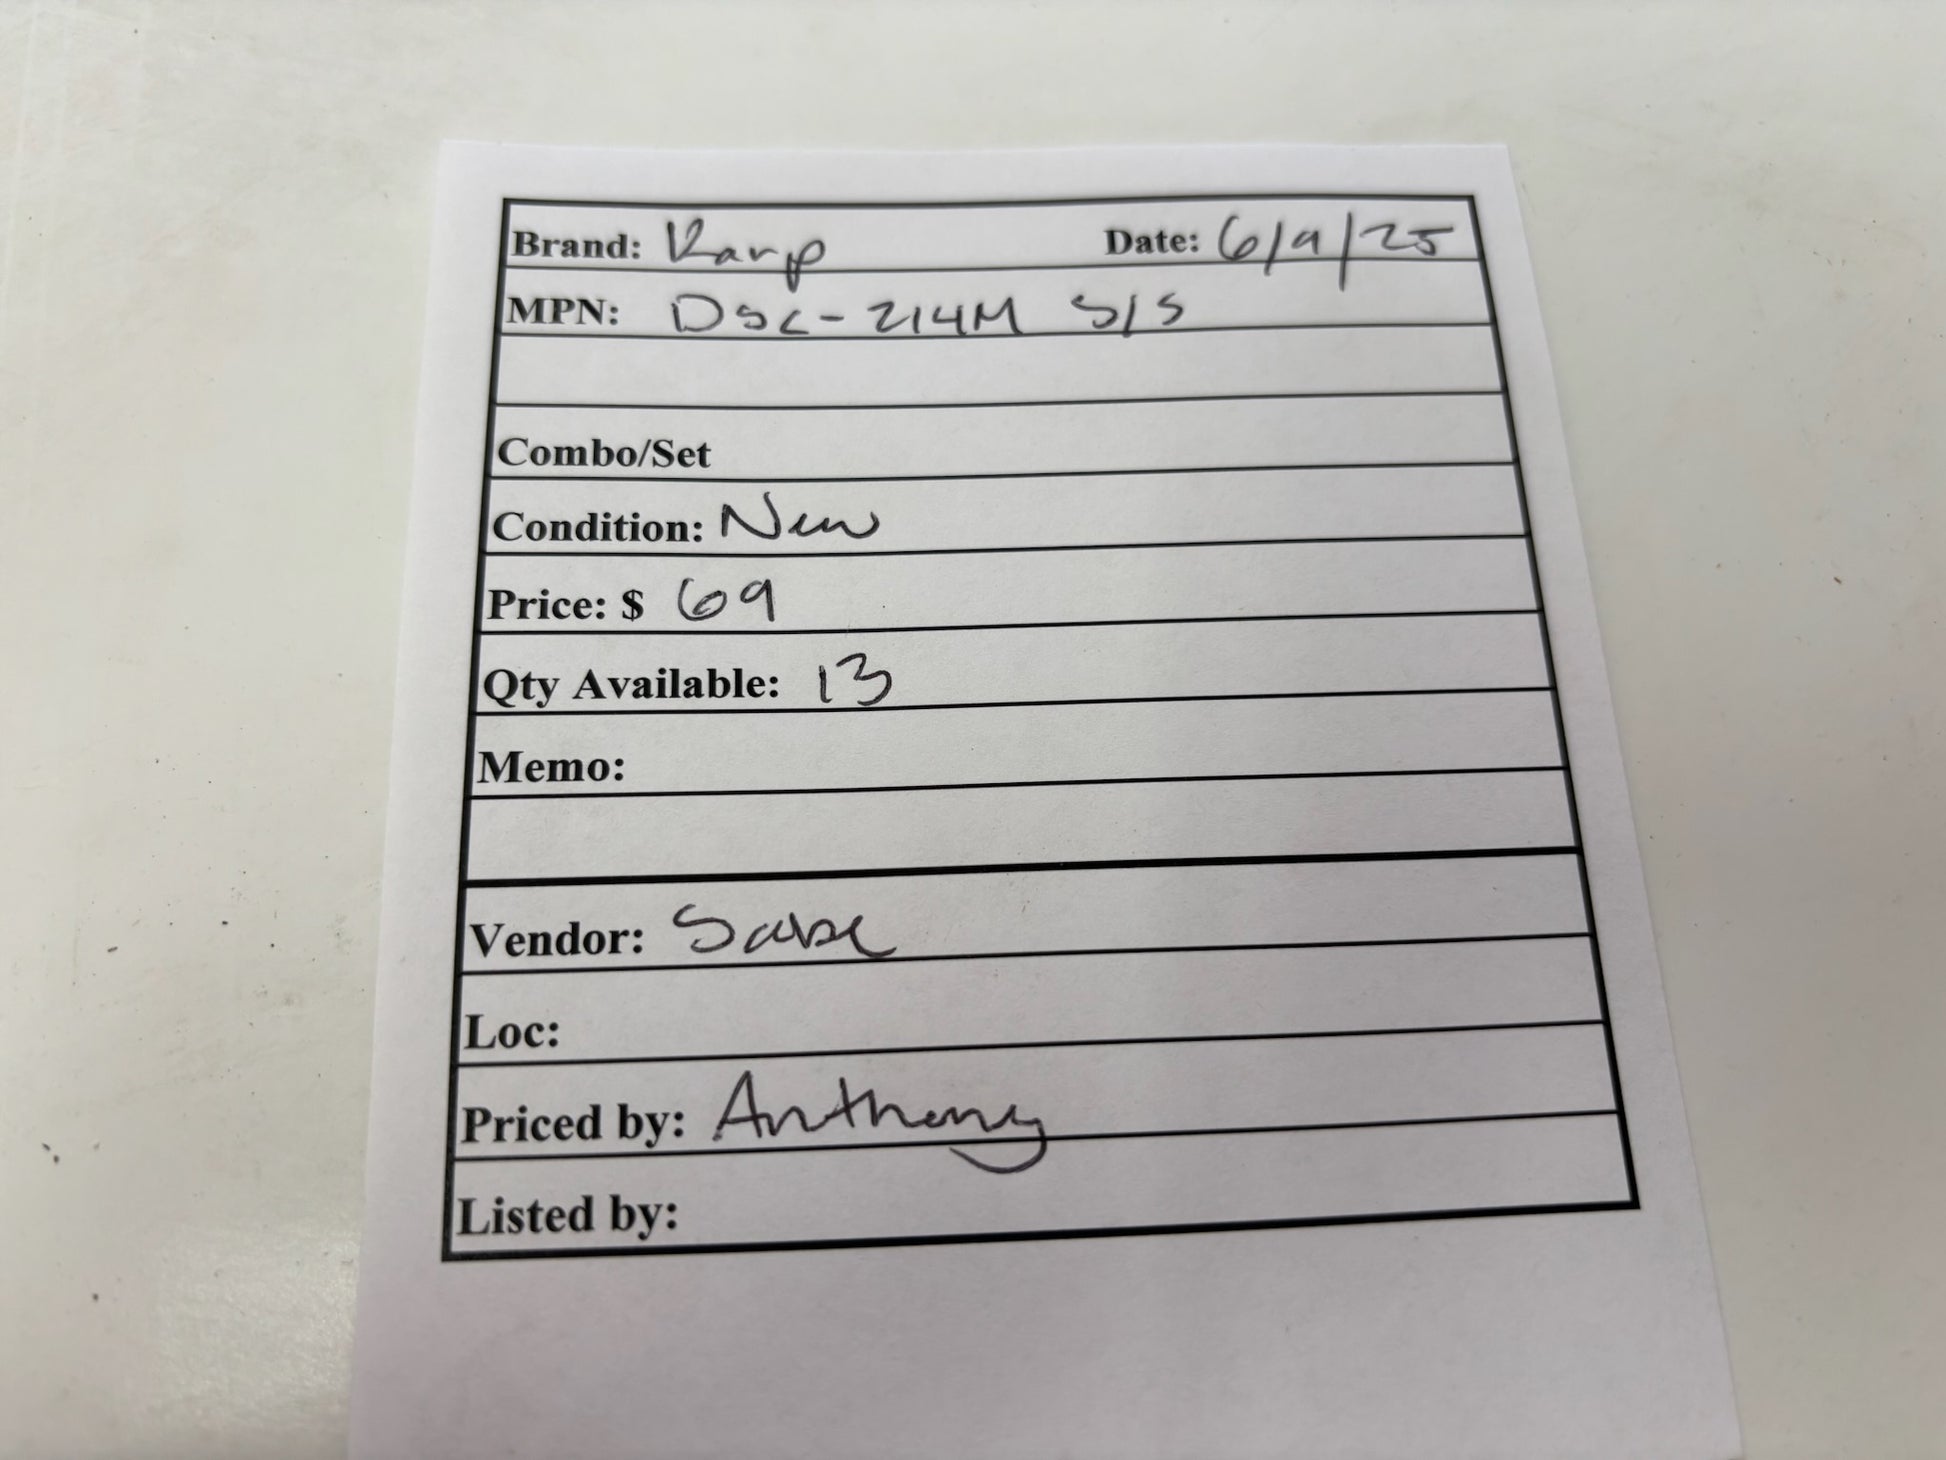 Brand: Karp Date: 6/9/25
MPN: DSC-214M S/S
Combo/Set
Condition: New
Price: $ 69
Qty Available: 13
Memo:
Vendor: Sabe
Loc:
Priced by: Anthony
Listed by: